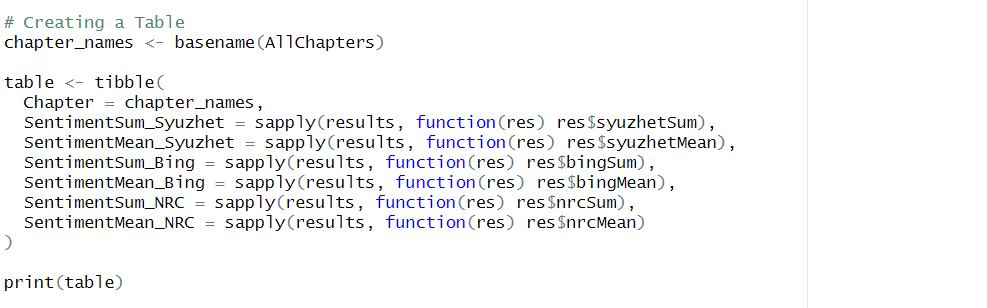 # Creating a Table
chapter_names <- basename(AllChapters)
table <- tibble(
  Chapter = chapter_names,
  SentimentSum_Syuzhet = sapply(results, function(res) res$syuzhetSum),
  SentimentMean_Syuzhet = sapply(results, function(res) res$syuzhetMean),
  SentimentSum_Bing = sapply(results, function(res) res$bingSum),
  SentimentMean_Bing = sapply(results, function(res) res$bingMean),
  SentimentSum_NRC = sapply(results, function(res) res$nrcSum),
  SentimentMean_NRC = sapply(results, function(res) res$nrcMean)
)
print(table)